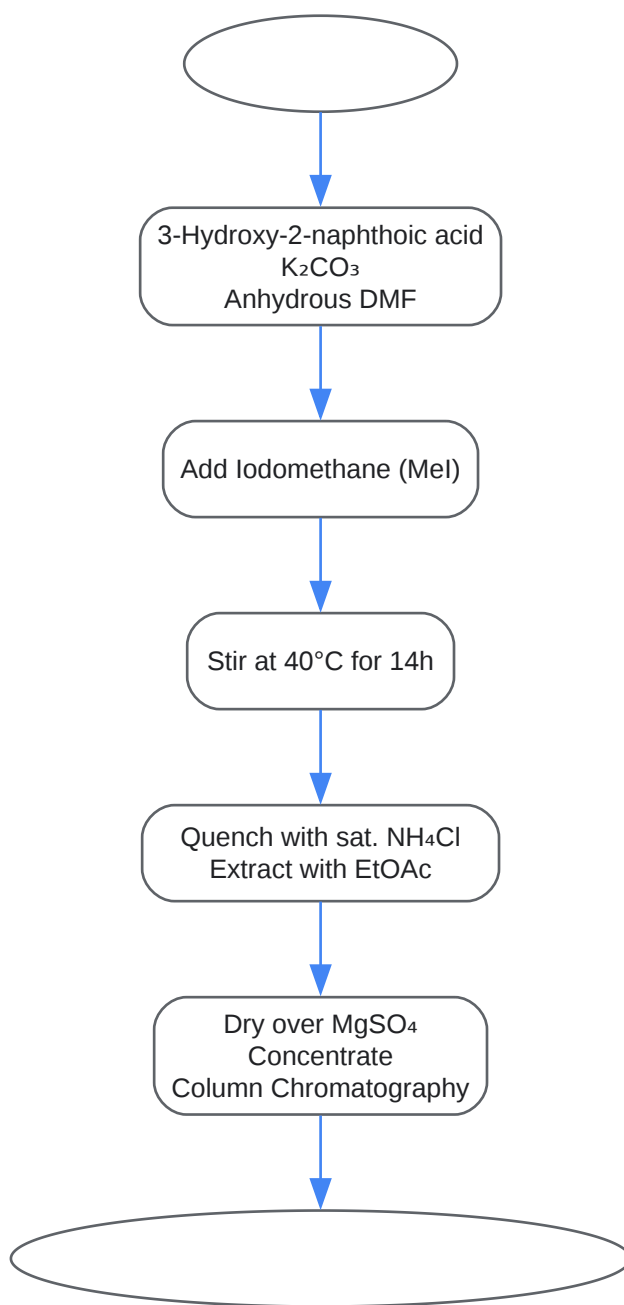 3-Hydroxy-2-naphthoic acid
K₂CO₃
Anhydrous DMF
Add Iodomethane (MeI)
Stir at 40°C for 14h
Quench with sat. NH₄Cl
Extract with EtOAc
Dry over MgSO₄
Concentrate
Column Chromatography